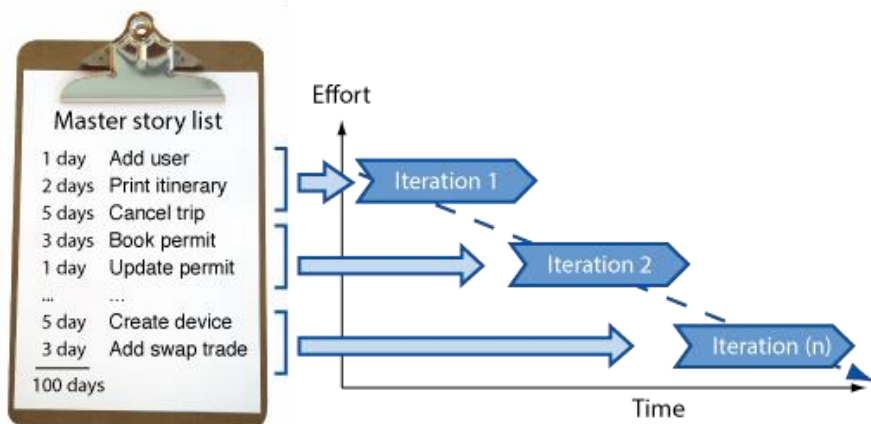 Master story list
1 day Add user
2 days Print itinerary
5 days Cancel trip
3 days Book permit
1 day Update permit
... ...
5 day Create device
3 day Add swap trade
100 days
Effort
Iteration 1
Iteration 2
Iteration (n)
Time